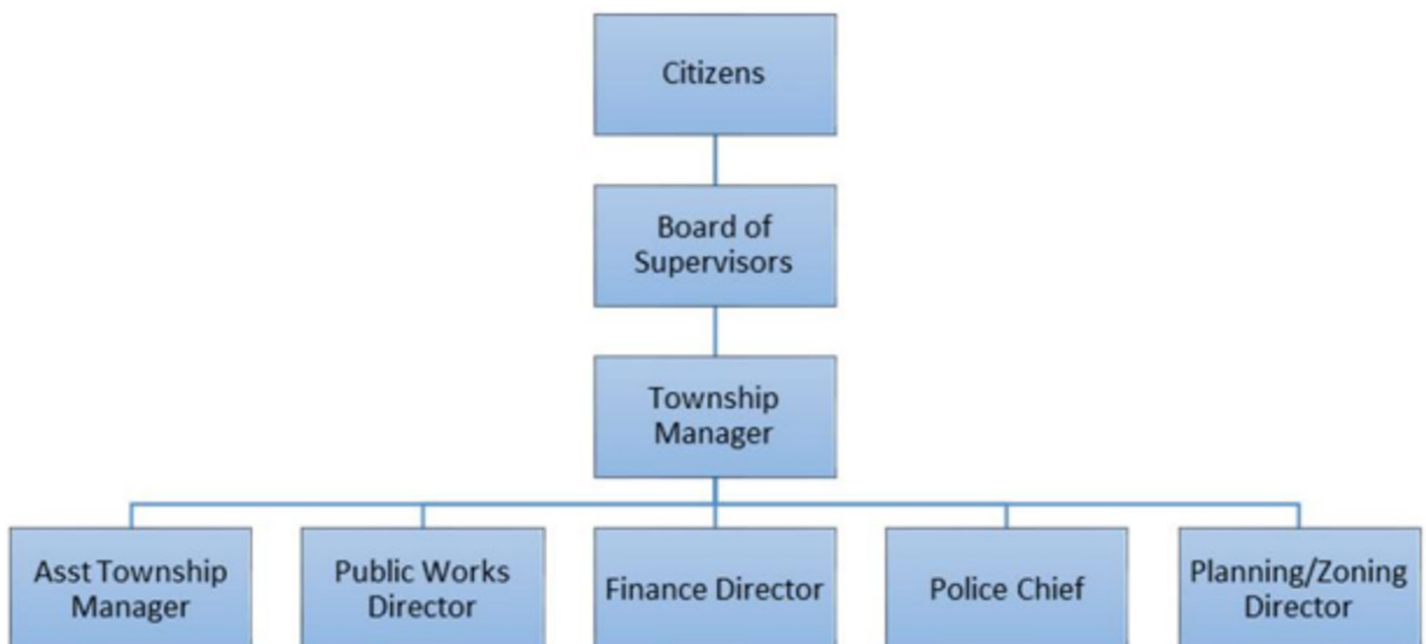 Citizens
Board of
Supervisors
Township
Manager
Asst Township
Manager
Public Works
Director
Finance Director
Police Chief
Planning/Zoning
Director